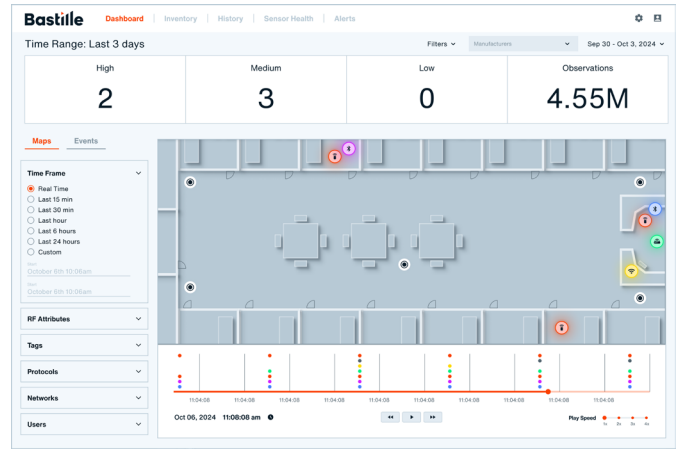 Bastille
Dashboard Inventory History Sensor Health Alerts
Time Range: Last 3 days
Filters Manufacturers Sep 30 - Oct 3, 2024
High Medium Low Observations
2 3 0 4.55M
Maps Events
Time Frame
Real Time
Last 15 min
Last 30 min
Last hour
Last 6 hours
Last 24 hours
Custom
Start
October 6th 10:06am
Start
October 6th 10:06am
RF Attributes
Tags
Protocols
Networks
Users
11:04:08 11:04:08 11:04:08 11:04:08 11:04:08 11:04:08 11:04:08 11:04:08 11:04:08 11:04:08
Oct 06, 2024 11:08:08 am
Play Speed
1x 2x 3x 4x